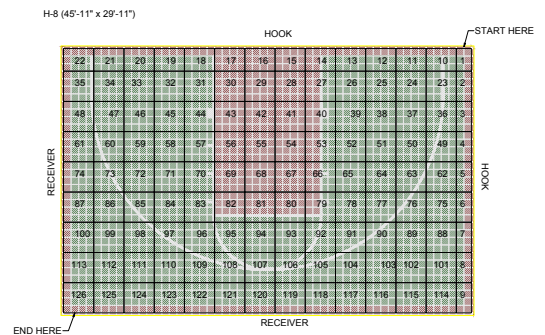 H-8 (45'-11" x 29'-11")
HOOK
START HERE
22 21 20 19 18 17 16 15 14 13 12 11 10 1
35 34 33 32 31 30 29 28 27 26 25 24 23 2
48 47 46 45 44 43 42 41 40 39 38 37 36 3
61 60 59 58 57 56 55 54 53 52 51 50 49 4
74 73 72 71 70 69 68 67 66 65 64 63 62 5
87 86 85 84 83 82 81 80 79 78 77 76 75 6
100 99 98 97 96 95 94 93 92 91 90 89 88 7
113 112 111 110 109 108 107 106 105 104 103 102 101 8
126 125 124 123 122 121 120 119 118 117 116 115 114 9
RECEIVER
HOOK
END HERE
RECEIVER